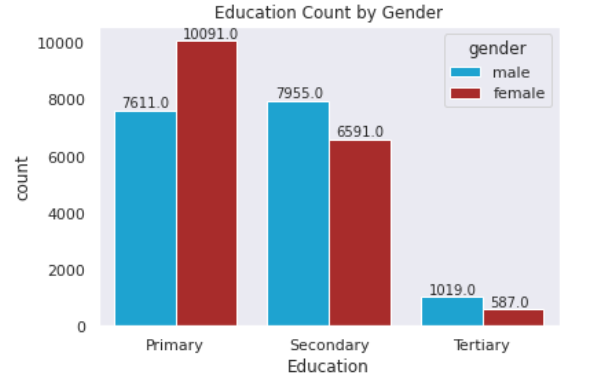 Education Count by Gender
10091.0
10000
gender
male
female
8000
7611.0
7955.0
6591.0
6000
count
4000
2000
1019.0
587.0
0
Primary
Secondary
Tertiary
Education